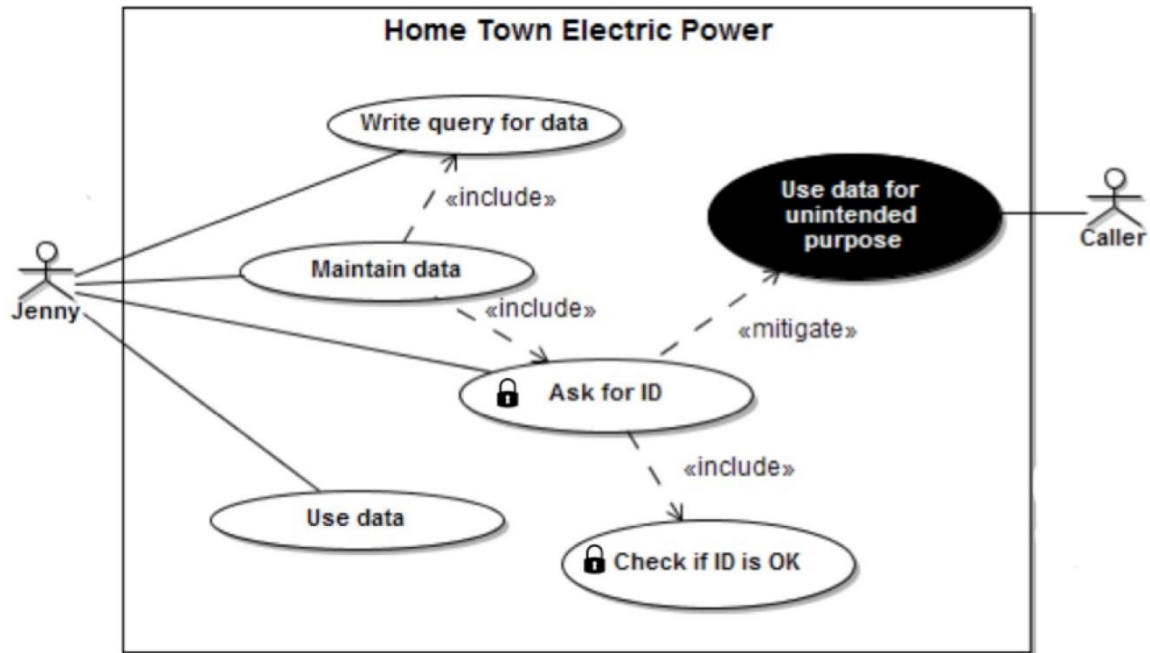 Home Town Electric Power
Write query for data
«include»
Use data for
unintended
purpose
Caller
Maintain data
Jenny
«include»
«mitigate»
Ask for ID
«include»
Use data
Check if ID is OK